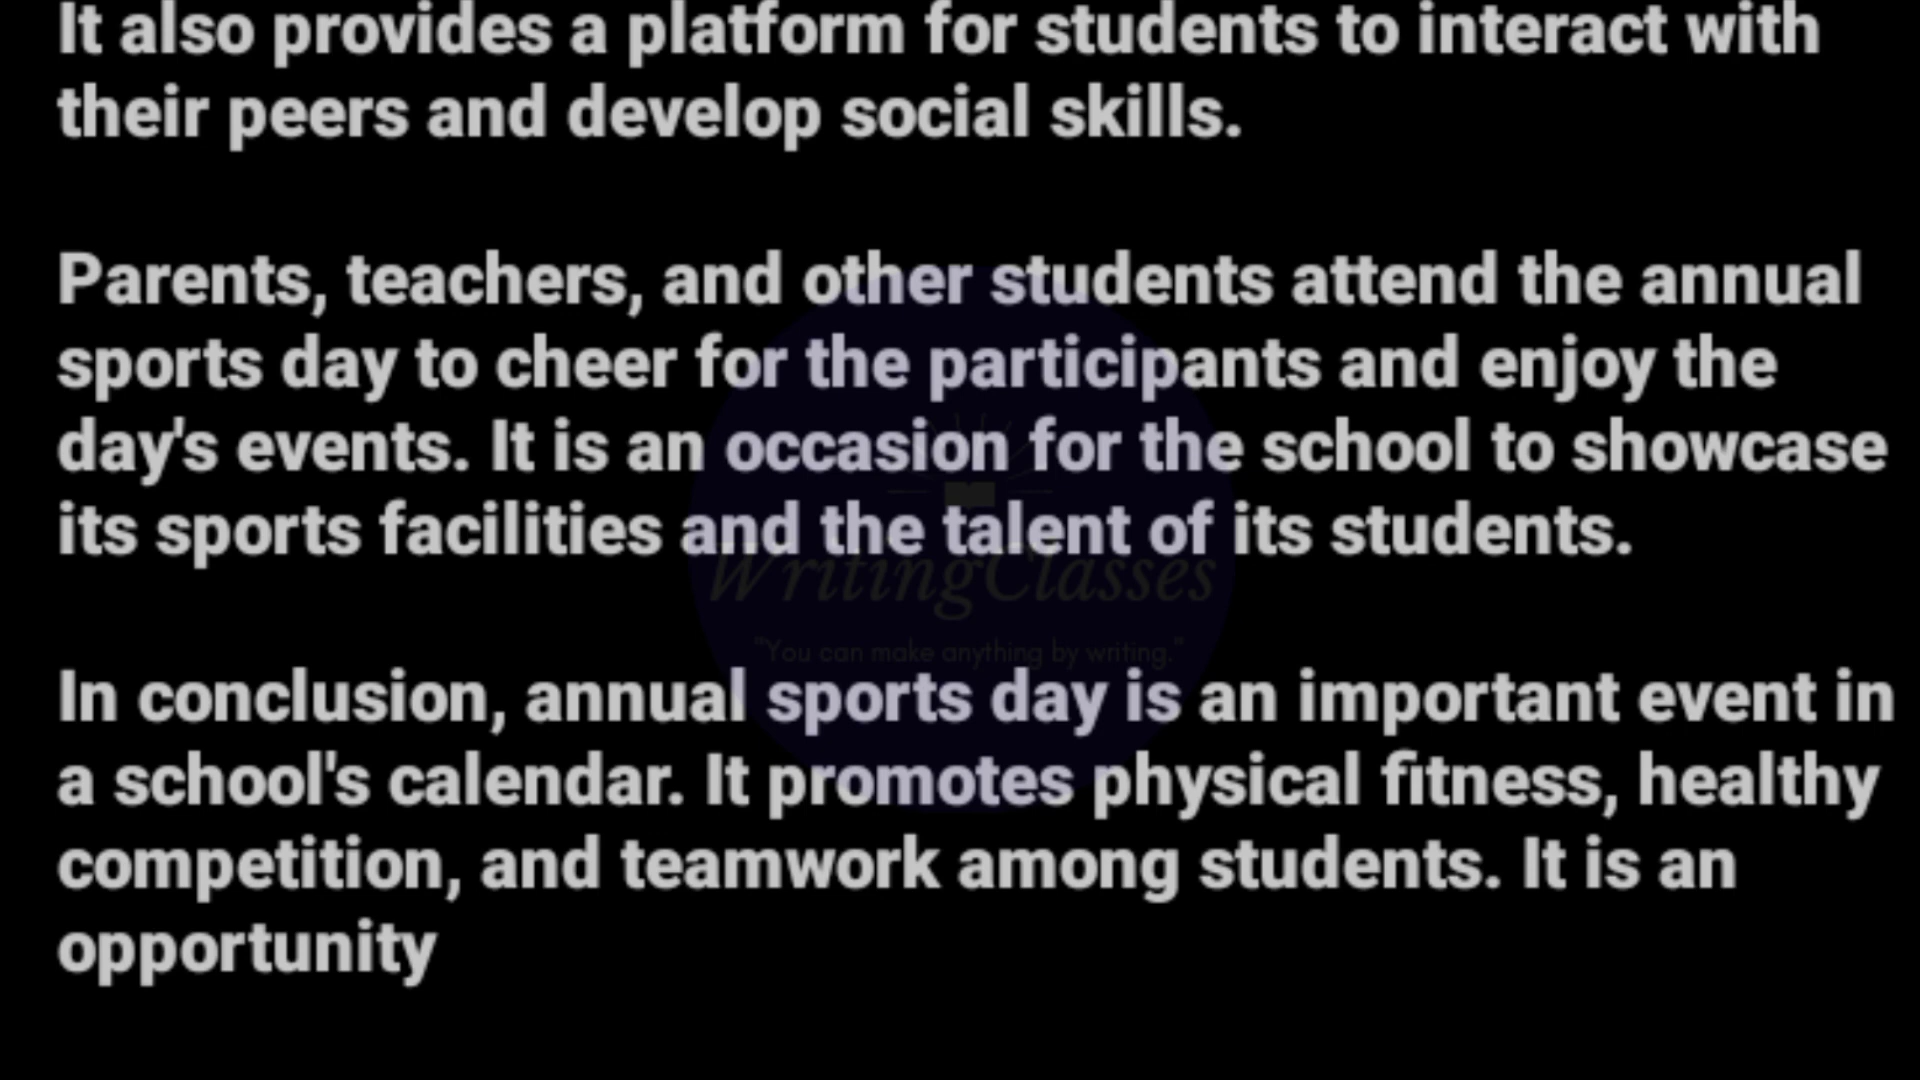 It also provides a platform for students to interact with
their peers and develop social skills.
Parents, teachers, and other students attend the annual
sports day to cheer for the participants and enjoy the
day's events. It is an occasion for the school to showcase
its sports facilities and the talent of its students.
WritingClasses
"You can make anything by writing."
In conclusion, annual sports day is an important event in
a school's calendar. It promotes physical fitness, healthy
competition, and teamwork among students. It is an
opportunity